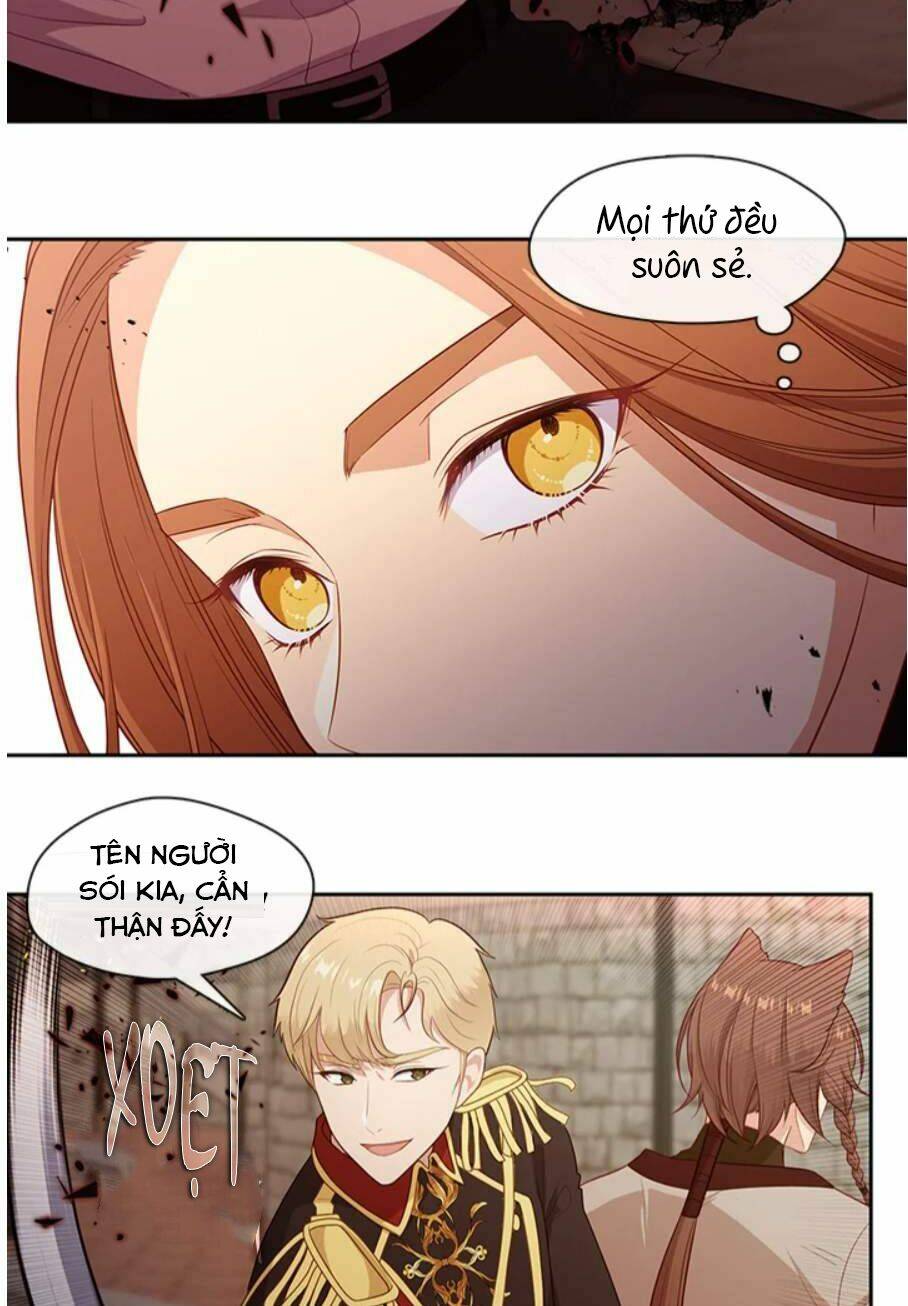 Mọi thứ đều
suôn sẻ.
TÊN NGƯỜI
SÓI KIA, CẨN
THẬN ĐẤY!
XOẸT